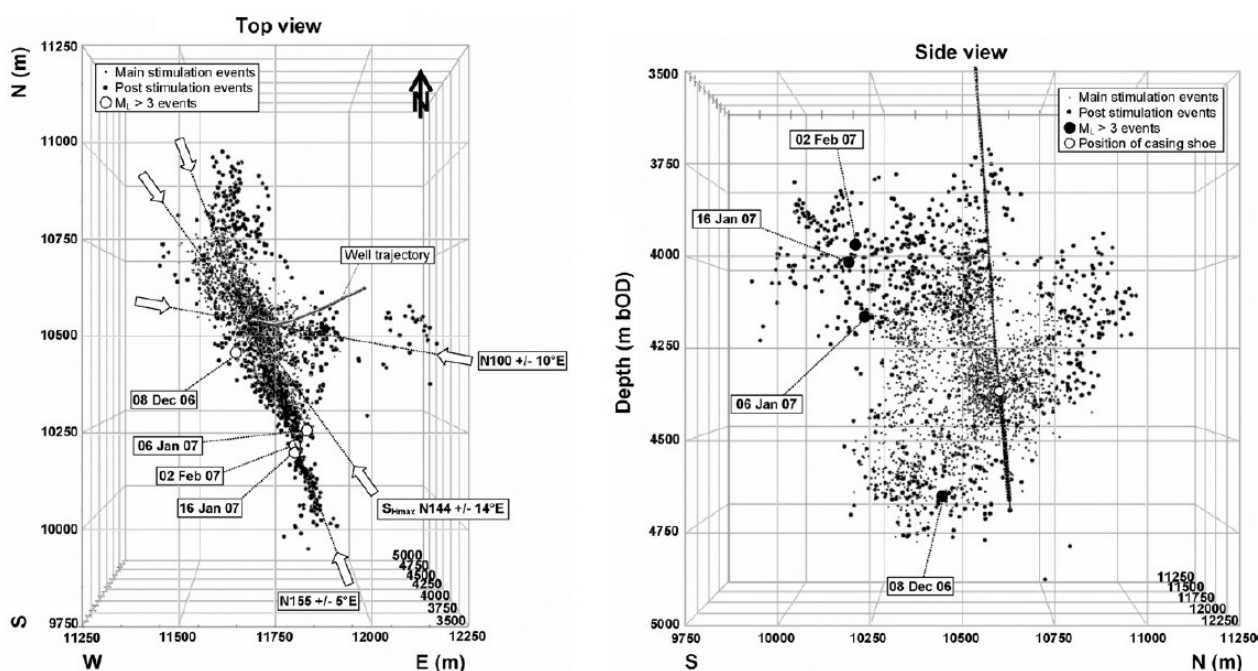 Top view
N (m)
11250
11000
10750
10500
10250
10000
9750
S
Main stimulation events
Post stimulation events
M_L > 3 events
N
Well trajectory
N100 +/- 10°E
08 Dec 06
06 Jan 07
02 Feb 07
16 Jan 07
S_Hmax N144 +/- 14°E
N155 +/- 5°E
5000
4750
4500
4250
4000
3750
3500
11250 11500 11750 12000 12250
W E (m)
Side view
3500
3750
4000
4250
4500
4750
5000
Depth (m bOD)
Main stimulation events
Post stimulation events
M_L > 3 events
Position of casing shoe
02 Feb 07
16 Jan 07
06 Jan 07
08 Dec 06
11250
11500
11750
12000
12250
9750 10000 10250 10500 10750 11000 11250
S N (m)